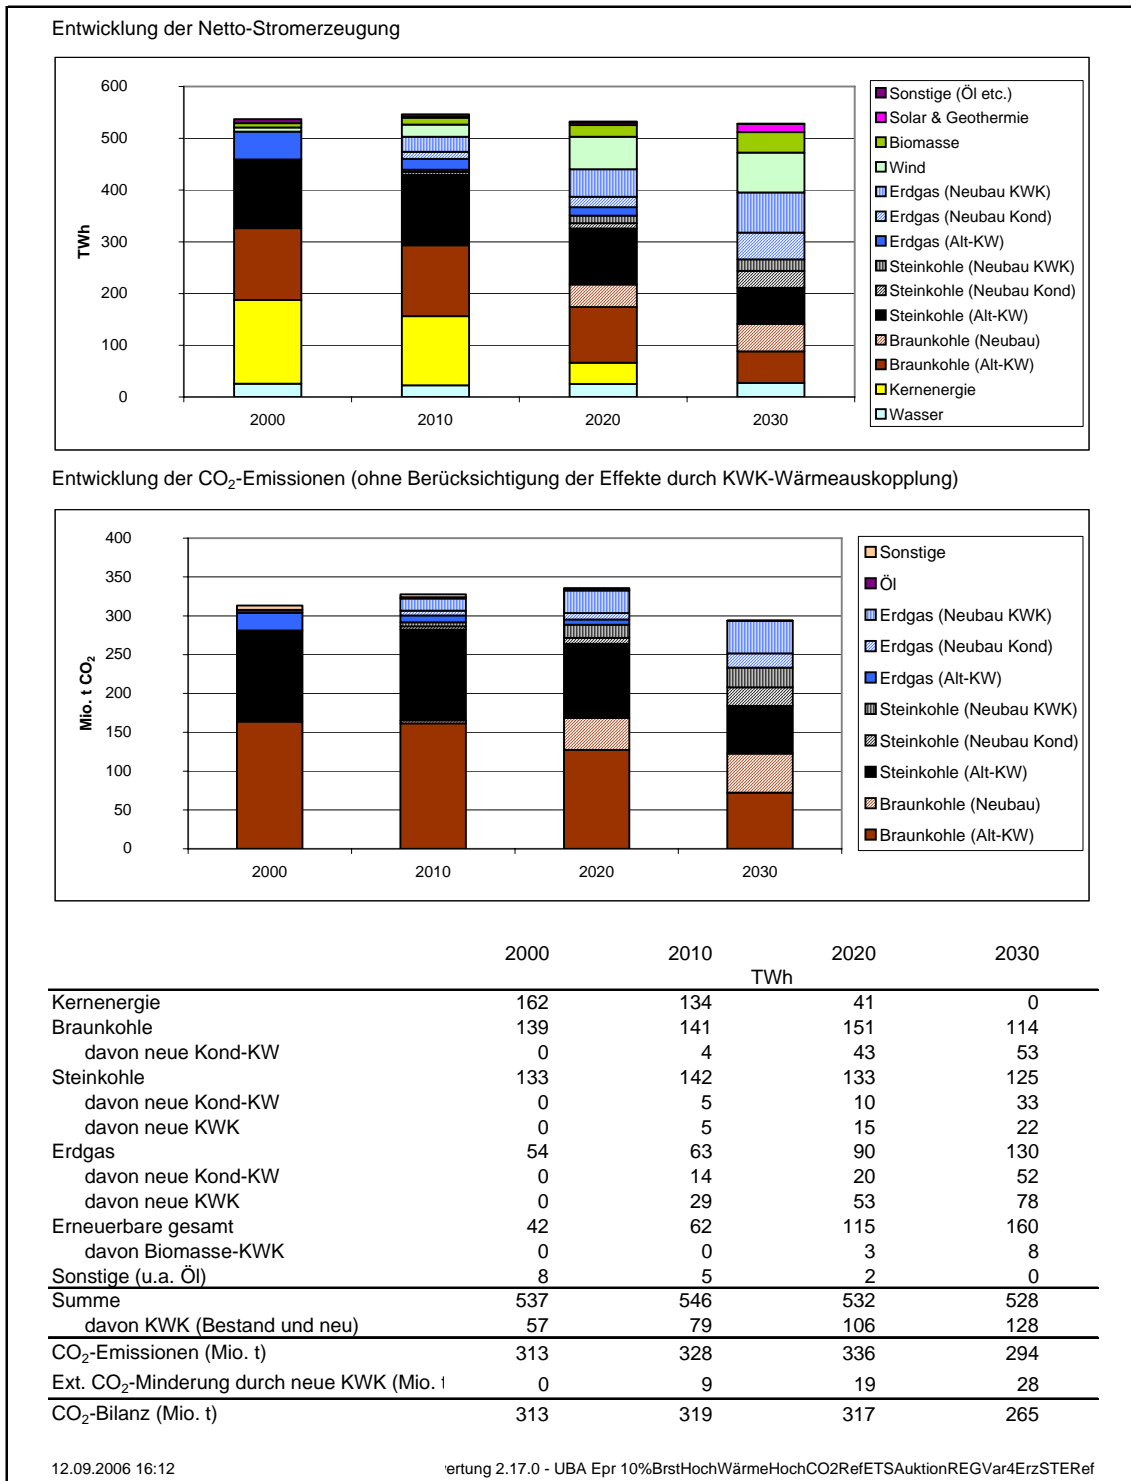 Entwicklung der Netto-Stromerzeugung
600
500
400
300
200
100
0
TWh
2000 2010 2020 2030
Sonstige (Öl etc.)
Solar & Geothermie
Biomasse
Wind
Erdgas (Neubau KWK)
Erdgas (Neubau Kond)
Erdgas (Alt-KW)
Steinkohle (Neubau KWK)
Steinkohle (Neubau Kond)
Steinkohle (Alt-KW)
Braunkohle (Neubau)
Braunkohle (Alt-KW)
Kernenergie
Wasser
Entwicklung der CO2-Emissionen (ohne Berücksichtigung der Effekte durch KWK-Wärmeauskopplung)
400
350
300
250
200
150
100
50
0
Mio. t CO2
2000 2010 2020 2030
Sonstige
Öl
Erdgas (Neubau KWK)
Erdgas (Neubau Kond)
Erdgas (Alt-KW)
Steinkohle (Neubau KWK)
Steinkohle (Neubau Kond)
Steinkohle (Alt-KW)
Braunkohle (Neubau)
Braunkohle (Alt-KW)
2000 2010 2020 2030
TWh
Kernenergie 162 134 41 0
Braunkohle 139 141 151 114
davon neue Kond-KW 0 4 43 53
Steinkohle 133 142 133 125
davon neue Kond-KW 0 5 10 33
davon neue KWK 0 5 15 22
Erdgas 54 63 90 130
davon neue Kond-KW 0 14 20 52
davon neue KWK 0 29 53 78
Erneuerbare gesamt 42 62 115 160
davon Biomasse-KWK 0 0 3 8
Sonstige (u.a. Öl) 8 5 2 0
Summe 537 546 532 528
davon KWK (Bestand und neu) 57 79 106 128
CO2-Emissionen (Mio. t) 313 328 336 294
Ext. CO2-Minderung durch neue KWK (Mio. t 0 9 19 28
CO2-Bilanz (Mio. t) 313 319 317 265
12.09.2006 16:12 ertung 2.17.0 - UBA Epr 10%BrstHochWärmeHochCO2RefETSAuktionREGVar4ErzSTERef